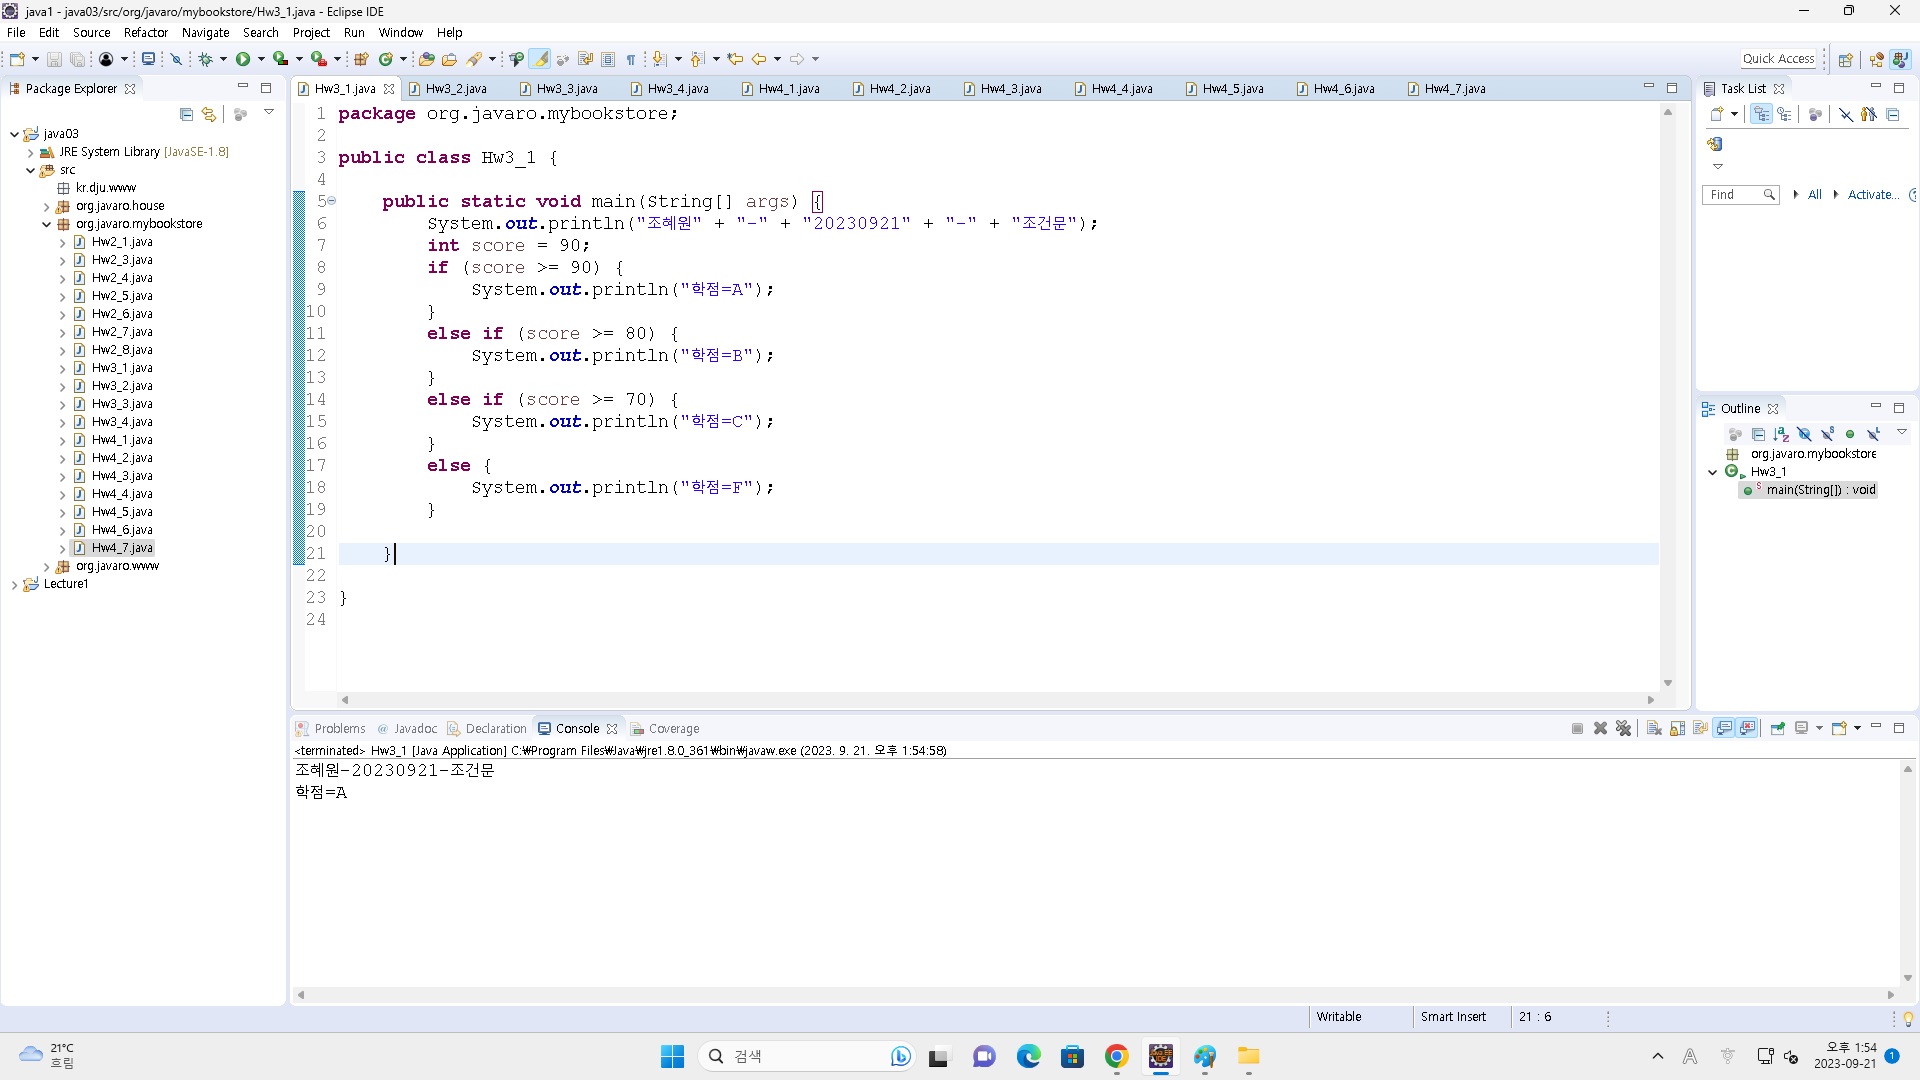 java1 - java03/src/org/javaro/mybookstore/Hw3_1.java - Eclipse IDE
File Edit Source Refactor Navigate Search Project Run Window Help
Quick Access
Package Explorer
java03
JRE System Library [JavaSE-1.8]
src
kr.dju.www
org.javaro.house
org.javaro.mybookstore
Hw2_1.java
Hw2_3.java
Hw2_4.java
Hw2_5.java
Hw2_6.java
Hw2_7.java
Hw2_8.java
Hw3_1.java
Hw3_2.java
Hw3_3.java
Hw3_4.java
Hw4_1.java
Hw4_2.java
Hw4_3.java
Hw4_4.java
Hw4_5.java
Hw4_6.java
Hw4_7.java
org.javaro.www
Lecture1
Hw3_1.java Hw3_2.java Hw3_3.java Hw3_4.java Hw4_1.java Hw4_2.java Hw4_3.java Hw4_4.java Hw4_5.java Hw4_6.java Hw4_7.java
1 package org.javaro.mybookstore;
2
3 public class Hw3_1 {
4
5 public static void main(String[] args) {
6 System.out.println("조혜원" + "-" + "20230921" + "-" + "조건문");
7 int score = 90;
8 if (score >= 90) {
9 System.out.println("학점=A");
10 }
11 else if (score >= 80) {
12 System.out.println("학점=B");
13 }
14 else if (score >= 70) {
15 System.out.println("학점=C");
16 }
17 else {
18 System.out.println("학점=F");
19 }
20
21 }
22
23 }
24
Task List
Find All Activate...
Outline
org.javaro.mybookstore
Hw3_1
main(String[]) : void
Problems Javadoc Declaration Console Coverage
<terminated> Hw3_1 [Java Application] C:₩Program Files₩Java₩jre1.8.0_361₩bin₩javaw.exe (2023. 9. 21. 오후 1:54:58)
조혜원-20230921-조건문
학점=A
Writable Smart Insert 21 : 6
21°C
흐림
검색
오후 1:54
2023-09-21
1